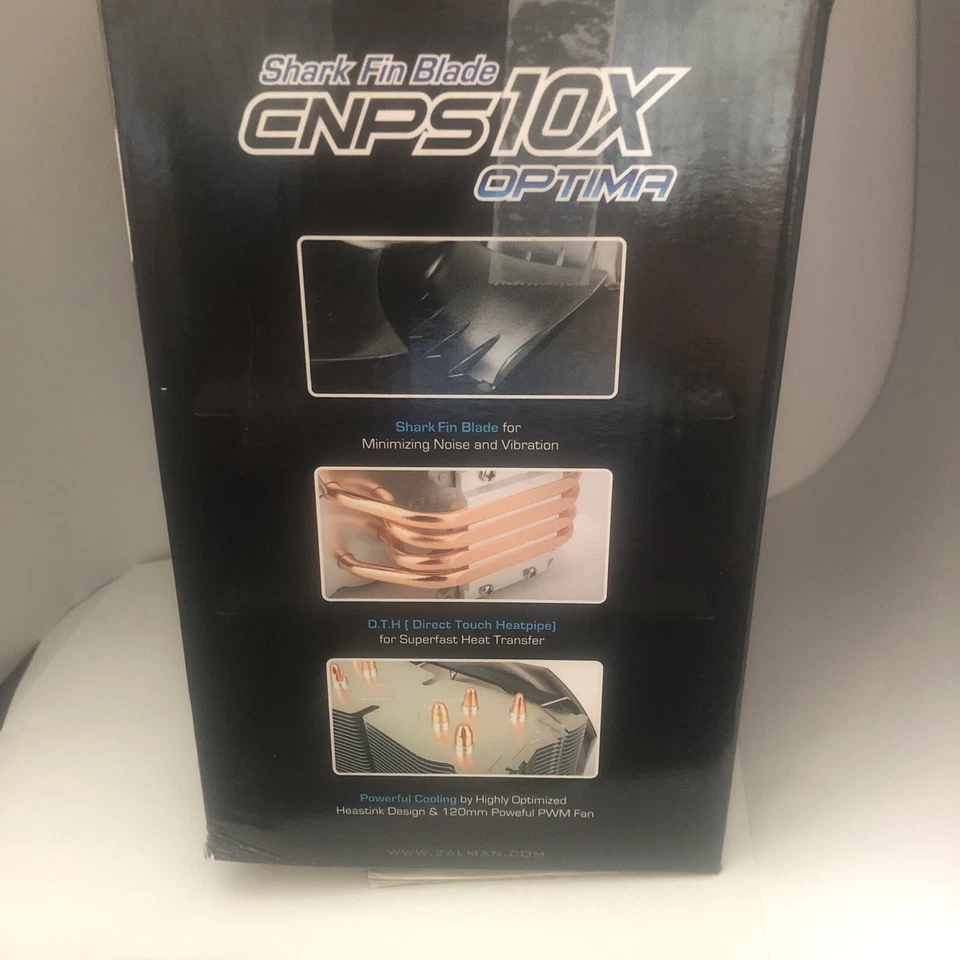 Shark Fin Blade
CNPS10X
OPTIMA
Shark Fin Blade for
Minimizing Noise and Vibration
D.T.H ( Direct Touch Heatpipe)
for Superfast Heat Transfer
Powerful Cooling by Highly Optimized
Heastink Design & 120mm Poweful PWM Fan
WWW.ZALMAN.COM